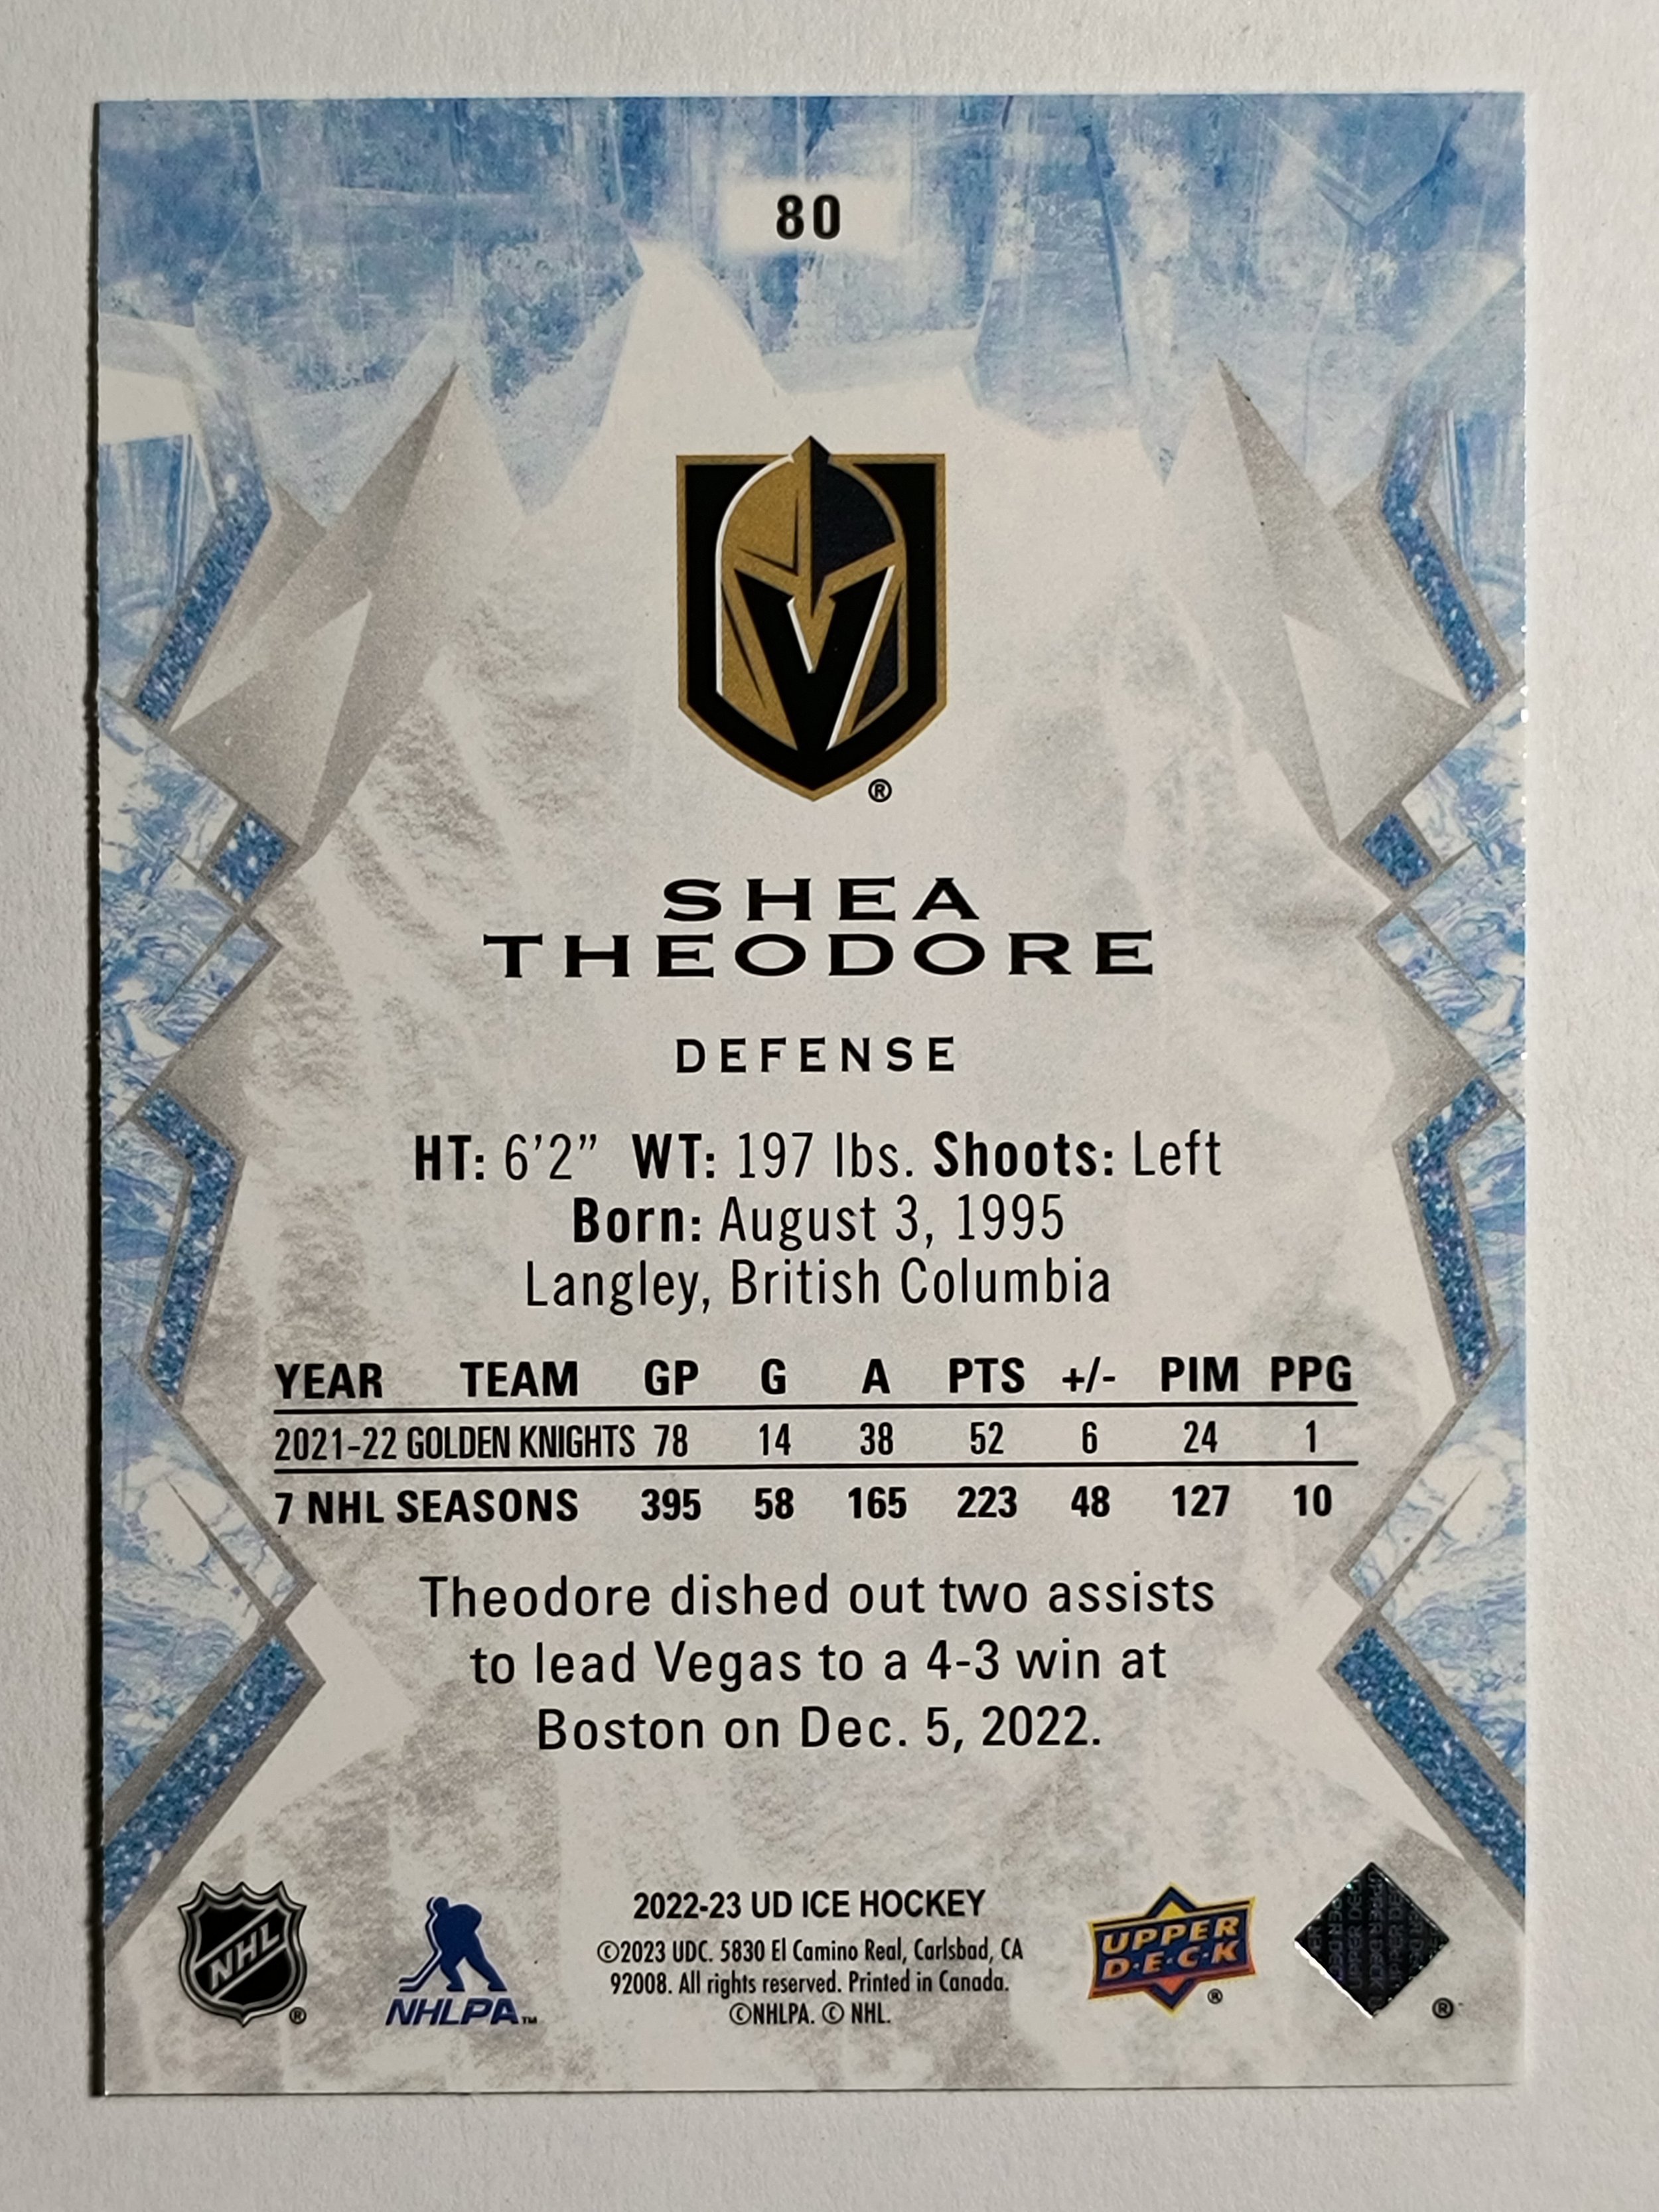 80
®
SHEA
THEODORE
DEFENSE
HT: 6'2” WT: 197 lbs. Shoots: Left
Born: August 3, 1995
Langley, British Columbia
YEAR TEAM GP G A PTS +/- PIM PPG
2021-22 GOLDEN KNIGHTS 78 14 38 52 6 24 1
7 NHL SEASONS 395 58 165 223 48 127 10
Theodore dished out two assists
to lead Vegas to a 4-3 win at
Boston on Dec. 5, 2022.
NHL ®
NHLPA™
2022-23 UD ICE HOCKEY
©2023 UDC. 5830 El Camino Real, Carlsbad, CA
92008. All rights reserved. Printed in Canada.
©NHLPA. © NHL.
UPPER
D·E·C·K
®
®